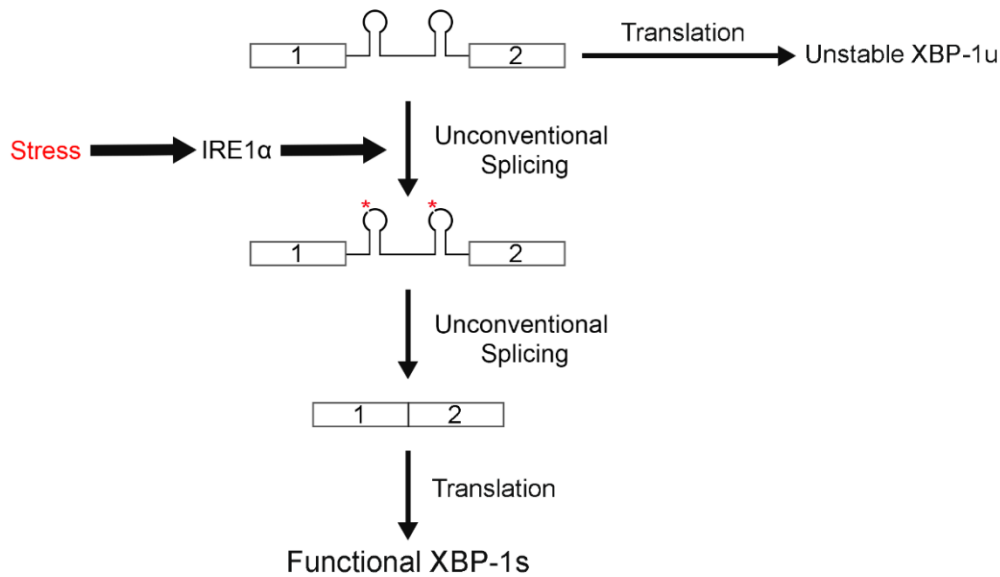 1
2
Translation
Unstable XBP-1u
Stress
IRE1α
Unconventional
Splicing
*
*
1
2
Unconventional
Splicing
1
2
Translation
Functional XBP-1s